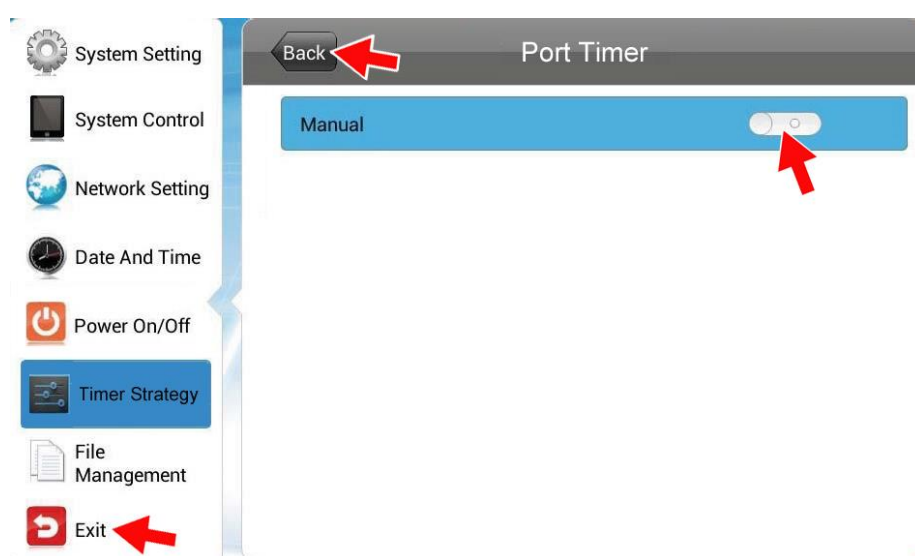 System Setting
System Control
Network Setting
Date And Time
Power On/Off
Timer Strategy
File
Management
Exit
Back
Port Timer
Manual